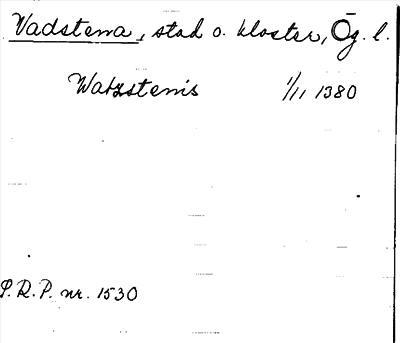 Vadstena, stad o. kloster, Ög. l.
Watzstenis 1/11 1380
S.R.P. nr. 1530